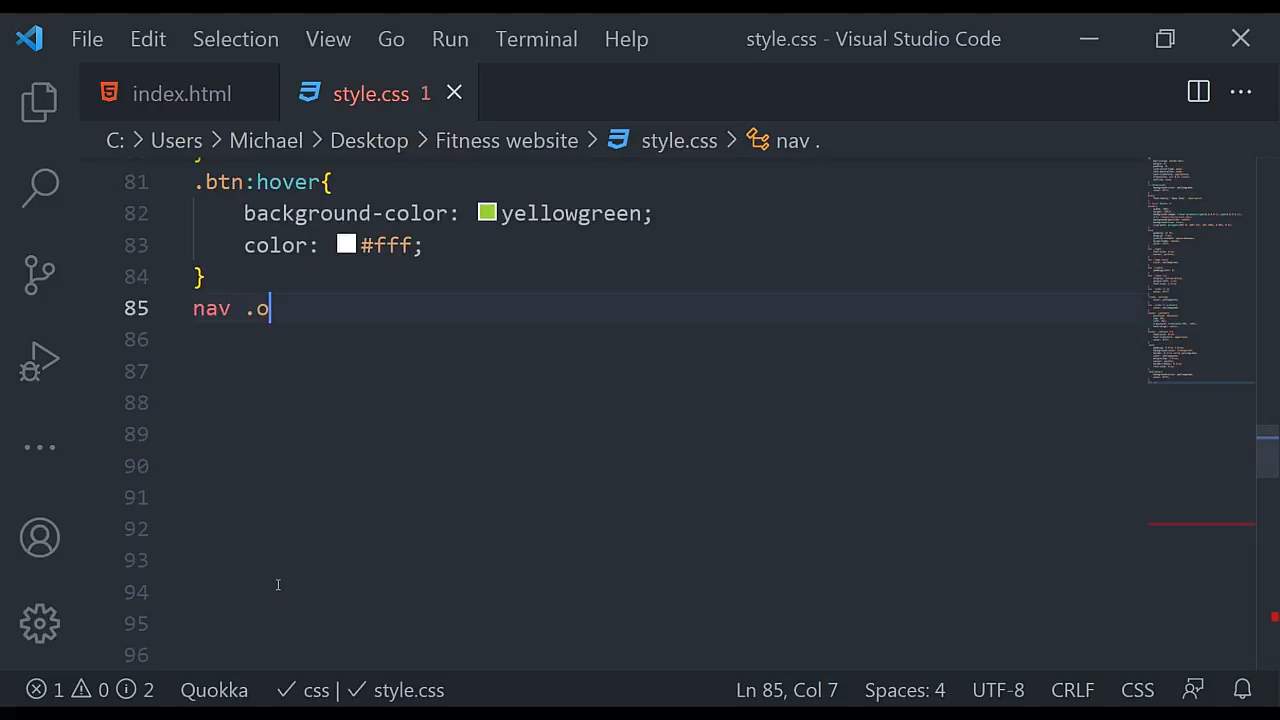 File Edit Selection View Go Run Terminal Help style.css - Visual Studio Code
index.html style.css 1
C: > Users > Michael > Desktop > Fitness website > style.css > nav .
81 .btn:hover{
82 background-color: yellowgreen;
83 color: #fff;
84 }
85 nav .o
86
87
88
89
90
91
92
93
94
95
96
1 0 2 Quokka css | style.css Ln 85, Col 7 Spaces: 4 UTF-8 CRLF CSS